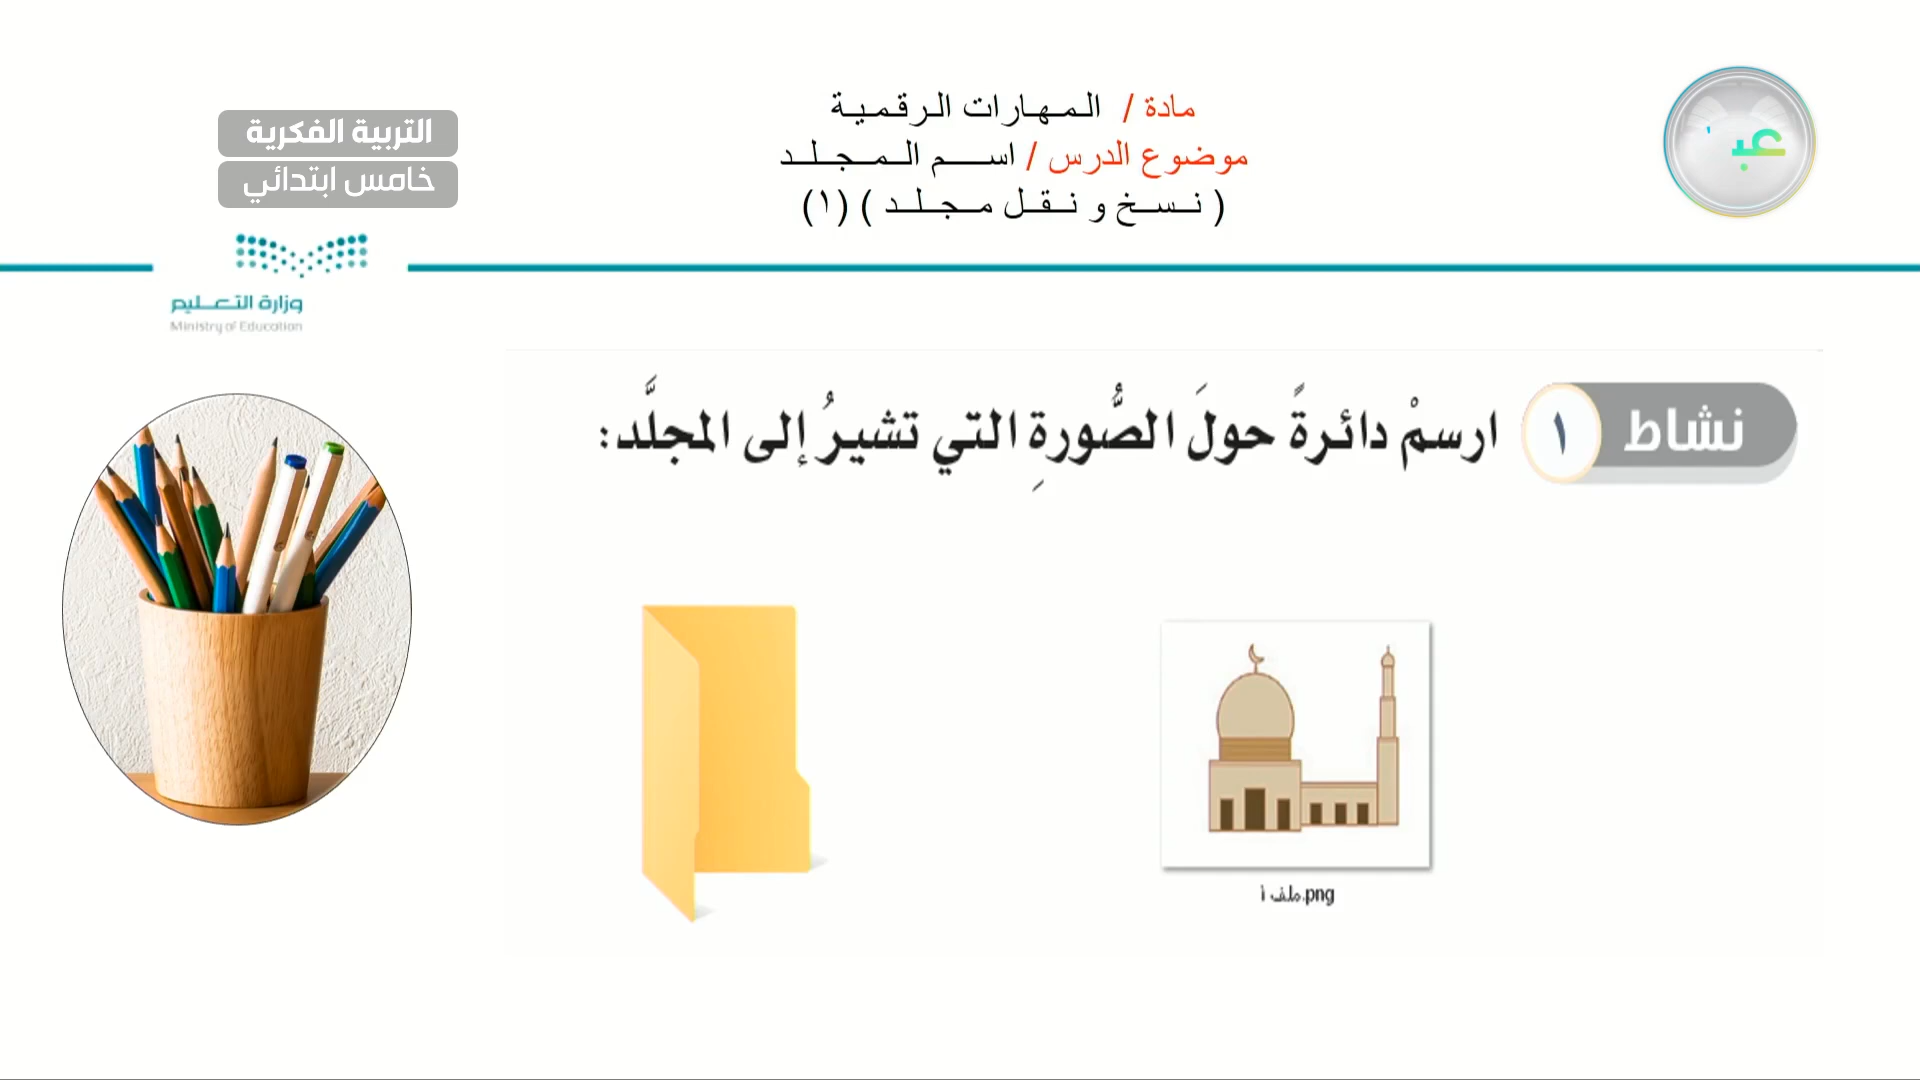 مادة / المهارات الرقمية
موضوع الدرس / اسم المجلد
( نسخ و نقل مجلد ) (١)
التربية الفكرية
خامس ابتدائي
وزارة التعليم
Ministry of Education
نشاط ١ ارسمْ دائرةً حولَ الصُّورةِ التي تشيرُ إلى المجلَّد:
ملف أ.png